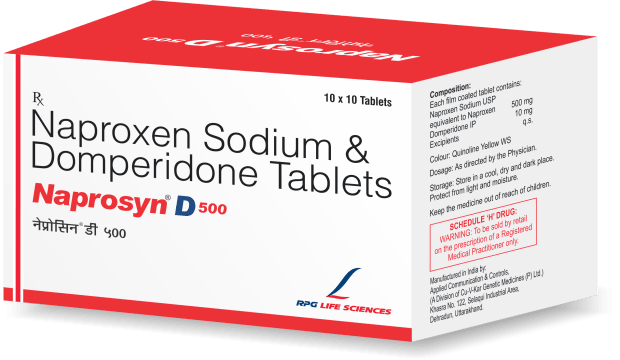 Naprosyn® D 500
नेप्रोसिन® डी ५००
Rx
10 x 10 Tablets
Naproxen Sodium &
Domperidone Tablets
Naprosyn® D 500
नेप्रोसिन® डी ५००
RPG LIFE SCIENCES
Composition:
Each film coated tablet contains:
Naproxen Sodium USP
equivalent to Naproxen 500 mg
Domperidone IP 10 mg
Excipients q.s.
Colour: Quinoline Yellow WS
Dosage: As directed by the Physician.
Storage: Store in a cool, dry and dark place.
Protect from light and moisture.
Keep the medicine out of reach of children.
SCHEDULE 'H' DRUG:
WARNING: To be sold by retail
on the prescription of a Registered
Medical Practitioner only.
Manufactured in India by:
Applied Communication & Controls,
(A Division of Cu-V-Kar Genetic Medicines (P) Ltd.)
Khasra No. 122, Selaqui Industrial Area,
Dehradun, Uttarakhand.